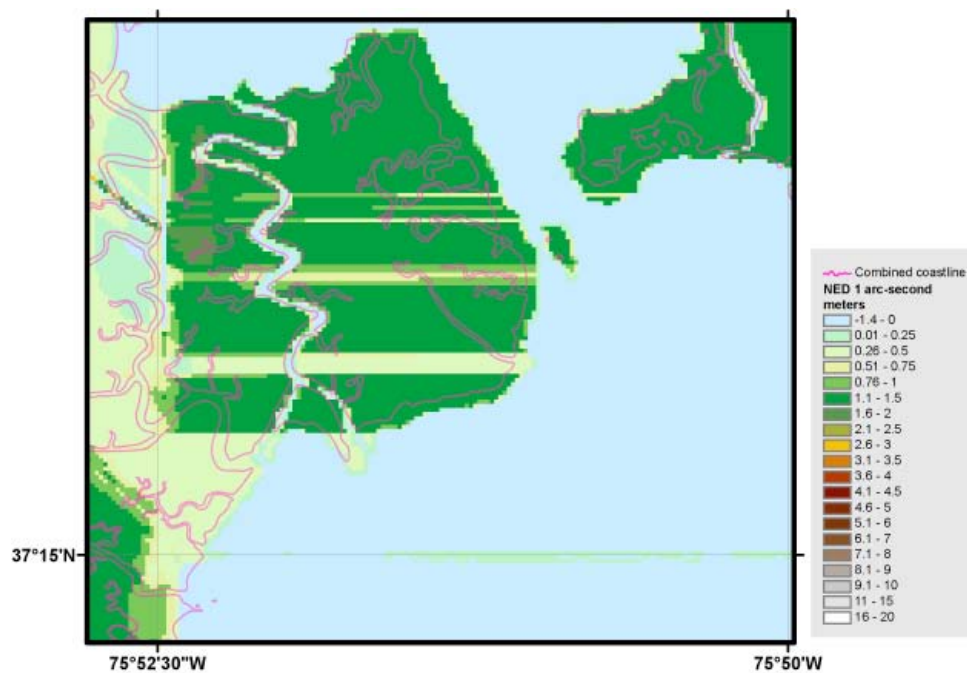 Combined coastline
NED 1 arc-second
meters
-1.4 - 0
0.01 - 0.25
0.26 - 0.5
0.51 - 0.75
0.76 - 1
1.1 - 1.5
1.6 - 2
2.1 - 2.5
2.6 - 3
3.1 - 3.5
3.6 - 4
4.1 - 4.5
4.6 - 5
5.1 - 6
6.1 - 7
7.1 - 8
8.1 - 9
9.1 - 10
11 - 15
16 - 20
37°15'N
75°52'30"W
75°50'W